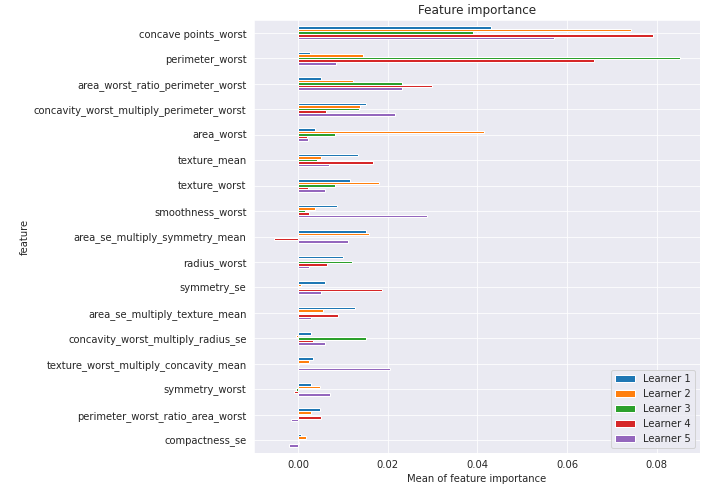 Feature importance
concave points_worst
perimeter_worst
area_worst_ratio_perimeter_worst
concavity_worst_multiply_perimeter_worst
area_worst
texture_mean
texture_worst
smoothness_worst
area_se_multiply_symmetry_mean
radius_worst
symmetry_se
area_se_multiply_texture_mean
concavity_worst_multiply_radius_se
texture_worst_multiply_concavity_mean
symmetry_worst
perimeter_worst_ratio_area_worst
compactness_se
feature
Learner 1
Learner 2
Learner 3
Learner 4
Learner 5
0.00 0.02 0.04 0.06 0.08
Mean of feature importance